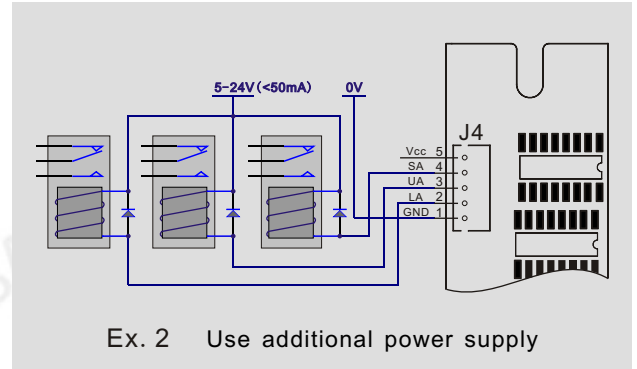 5-24V(<50mA) 0V
J4
Vcc 5
SA 4
UA 3
LA 2
GND 1
Ex. 2 Use additional power supply